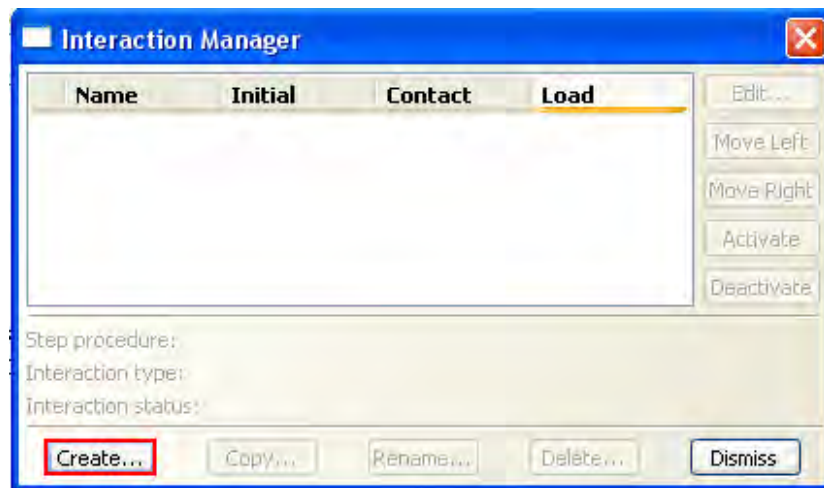 Interaction Manager
Name Initial Contact Load
Edit...
Move Left
Move Right
Activate
Deactivate
Step procedure:
Interaction type:
Interaction status:
Create... Copy... Rename... Delete... Dismiss